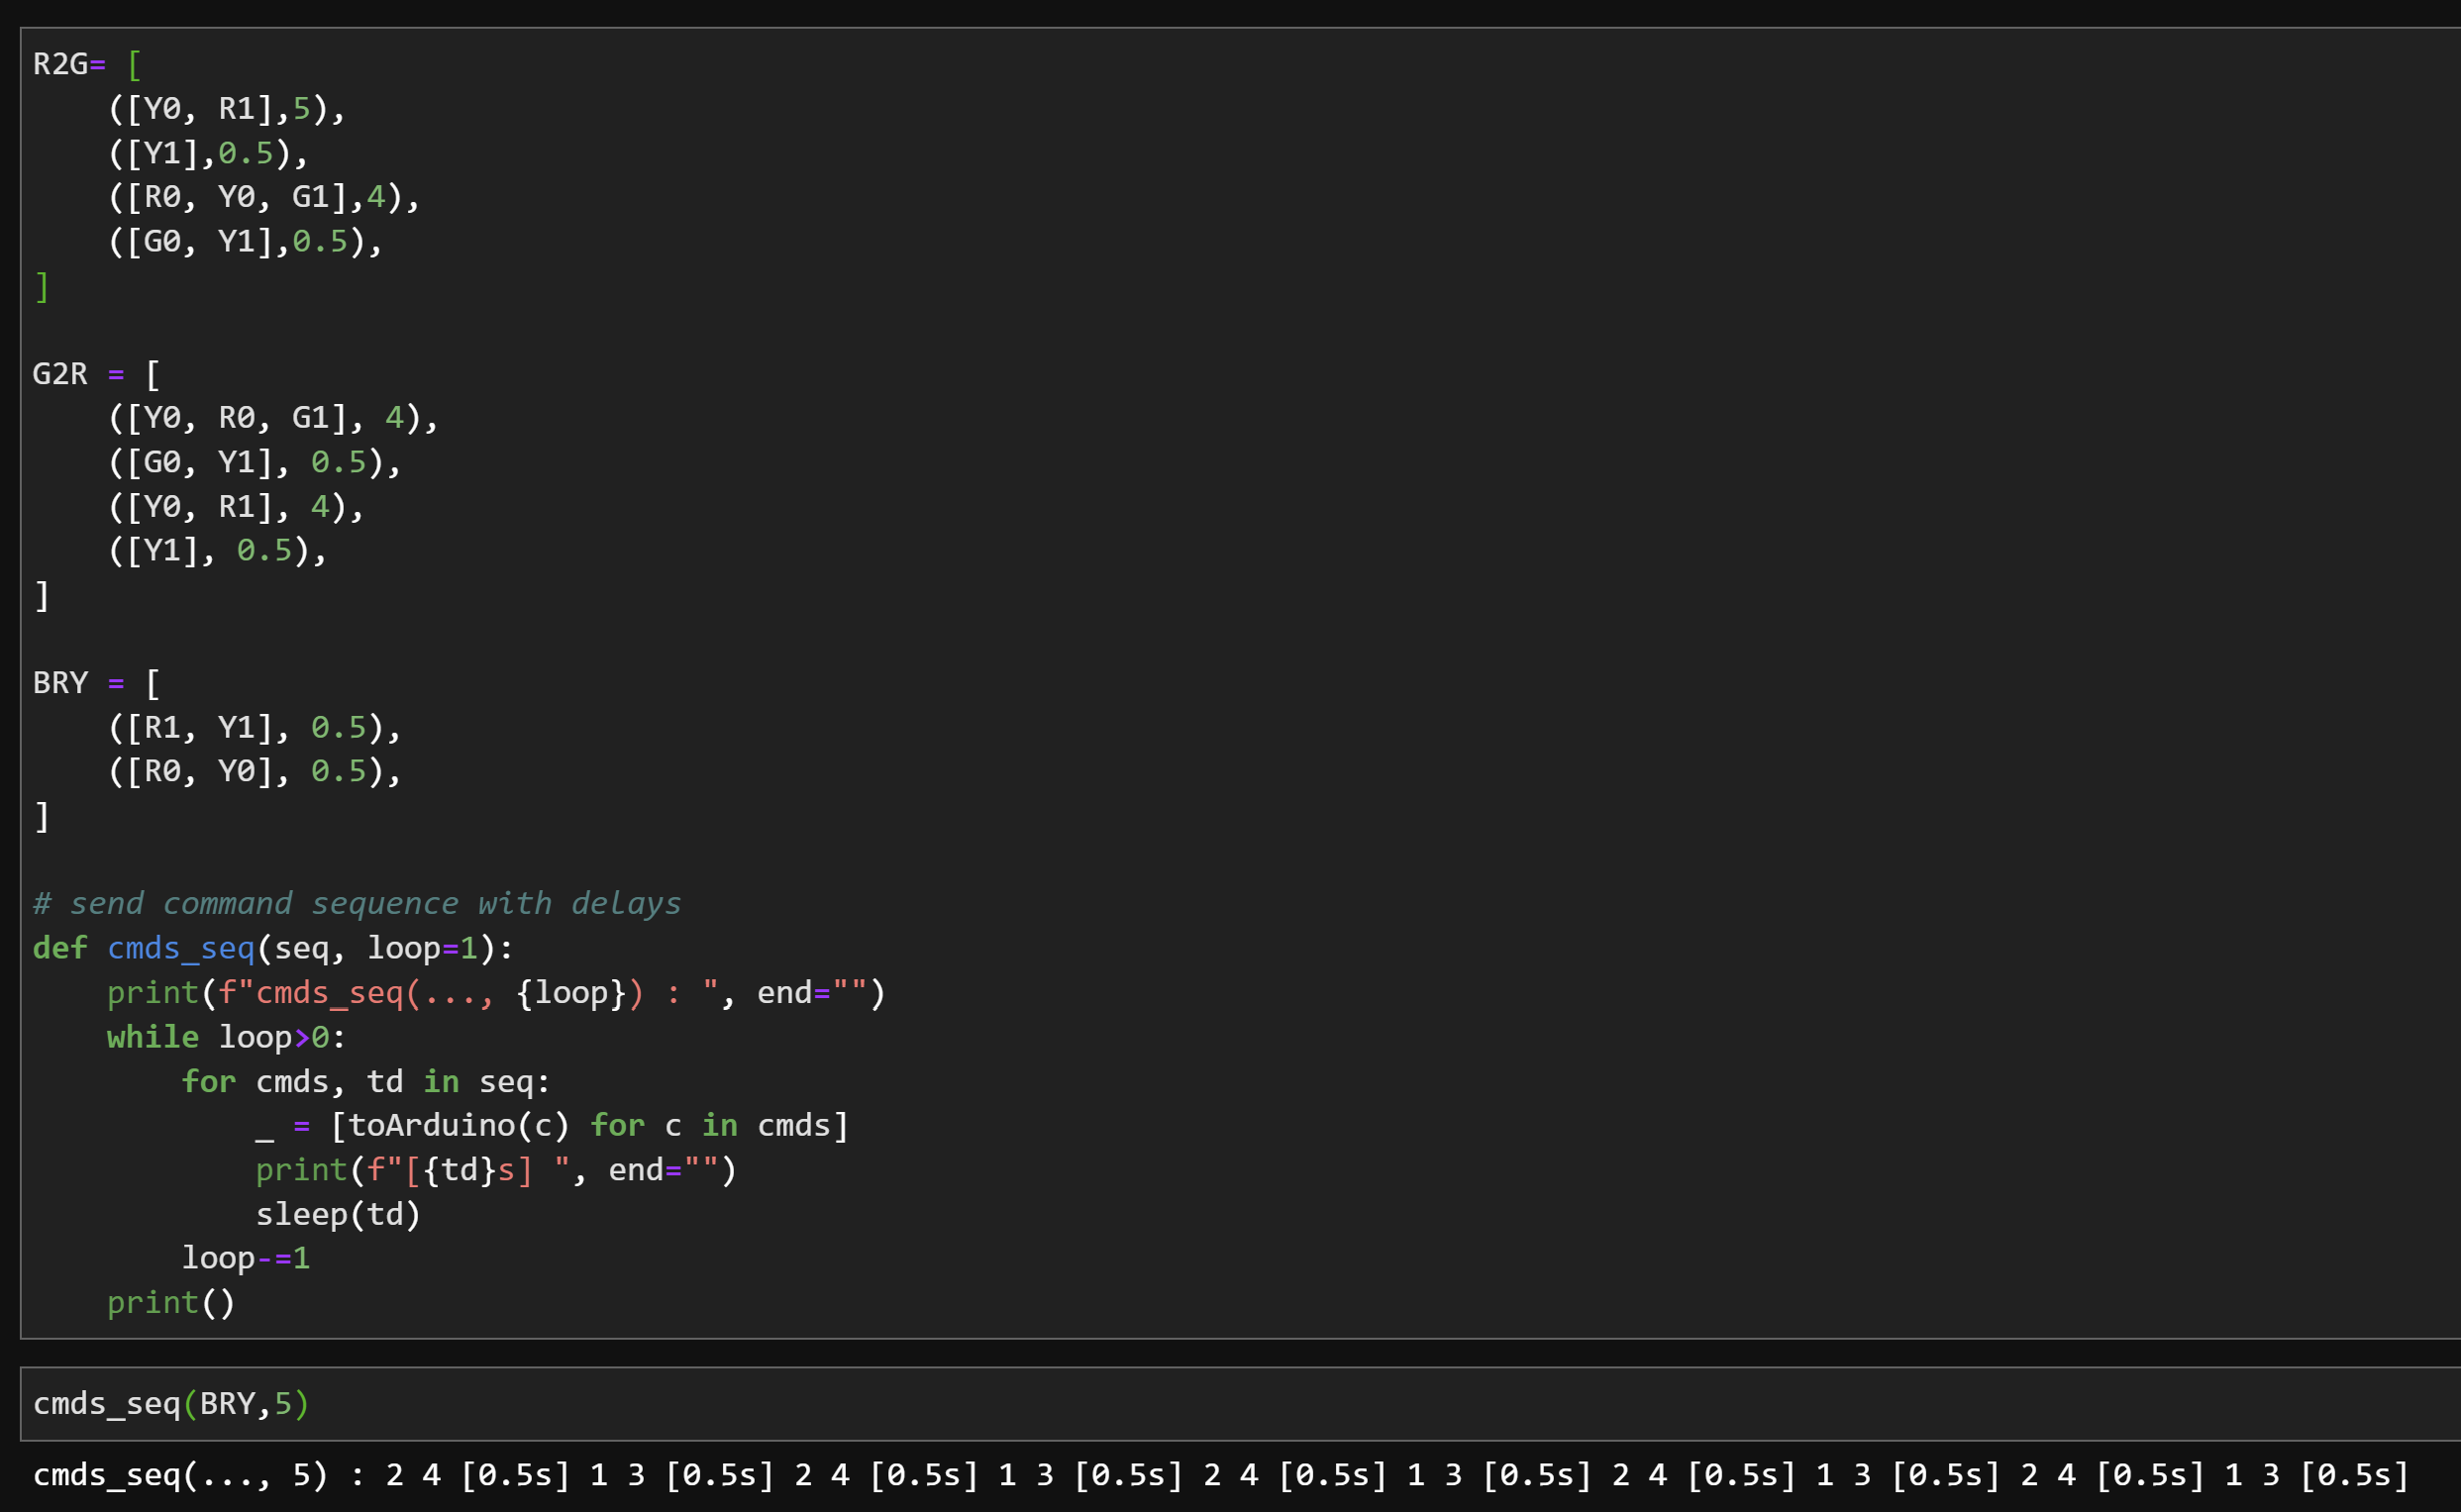 R2G= [
    ([Y0, R1],5),
    ([Y1],0.5),
    ([R0, Y0, G1],4),
    ([G0, Y1],0.5),
]
G2R = [
    ([Y0, R0, G1], 4),
    ([G0, Y1], 0.5),
    ([Y0, R1], 4),
    ([Y1], 0.5),
]
BRY = [
    ([R1, Y1], 0.5),
    ([R0, Y0], 0.5),
]
# send command sequence with delays
def cmds_seq(seq, loop=1):
    print(f"cmds_seq(..., {loop}) : ", end="")
    while loop>0:
        for cmds, td in seq:
            _ = [toArduino(c) for c in cmds]
            print(f"[{td}s] ", end="")
            sleep(td)
        loop-=1
    print()
cmds_seq(BRY,5)
cmds_seq(..., 5) : 2 4 [0.5s] 1 3 [0.5s] 2 4 [0.5s] 1 3 [0.5s] 2 4 [0.5s] 1 3 [0.5s] 2 4 [0.5s] 1 3 [0.5s] 2 4 [0.5s] 1 3 [0.5s]